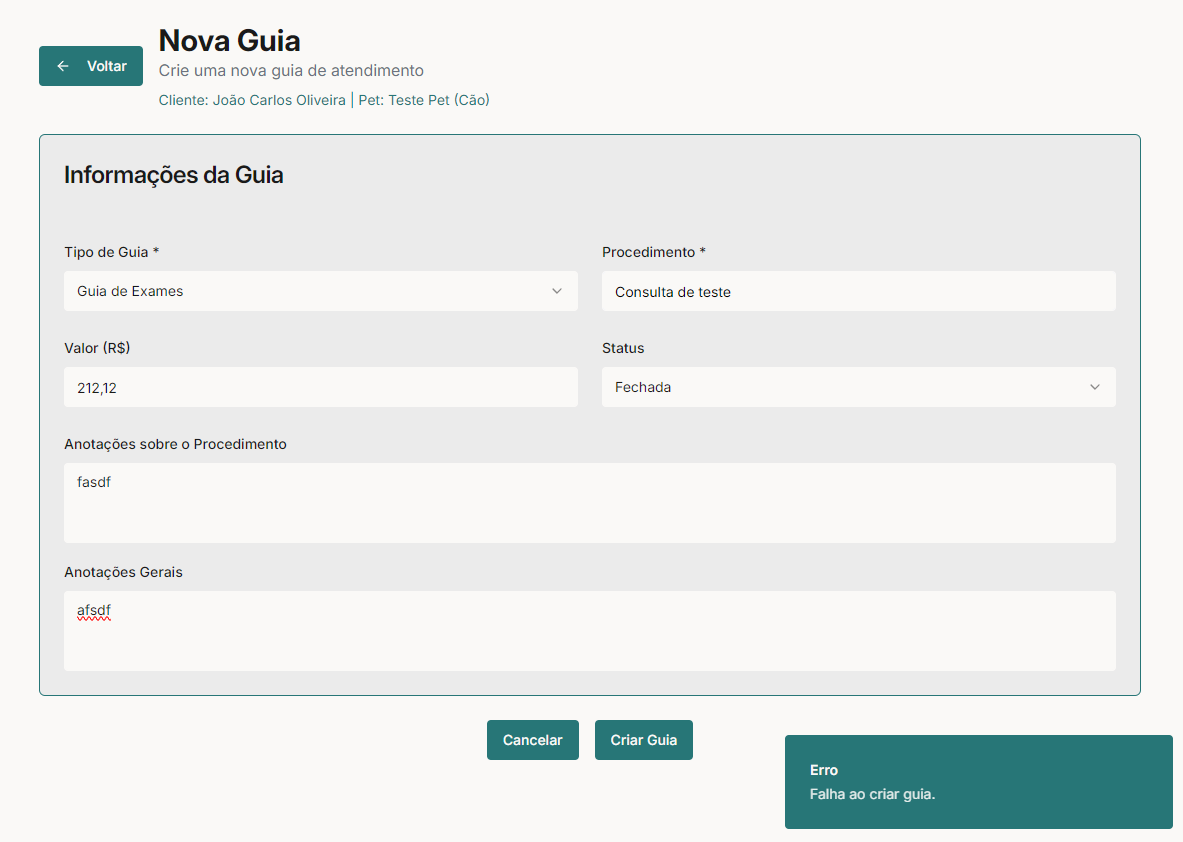 Voltar
Nova Guia
Crie uma nova guia de atendimento
Cliente: João Carlos Oliveira | Pet: Teste Pet (Cão)
Informações da Guia
Tipo de Guia *
Procedimento *
Guia de Exames
Consulta de teste
Valor (R$)
Status
212,12
Fechada
Anotações sobre o Procedimento
fasdf
Anotações Gerais
afsdf
Cancelar
Criar Guia
Erro
Falha ao criar guia.